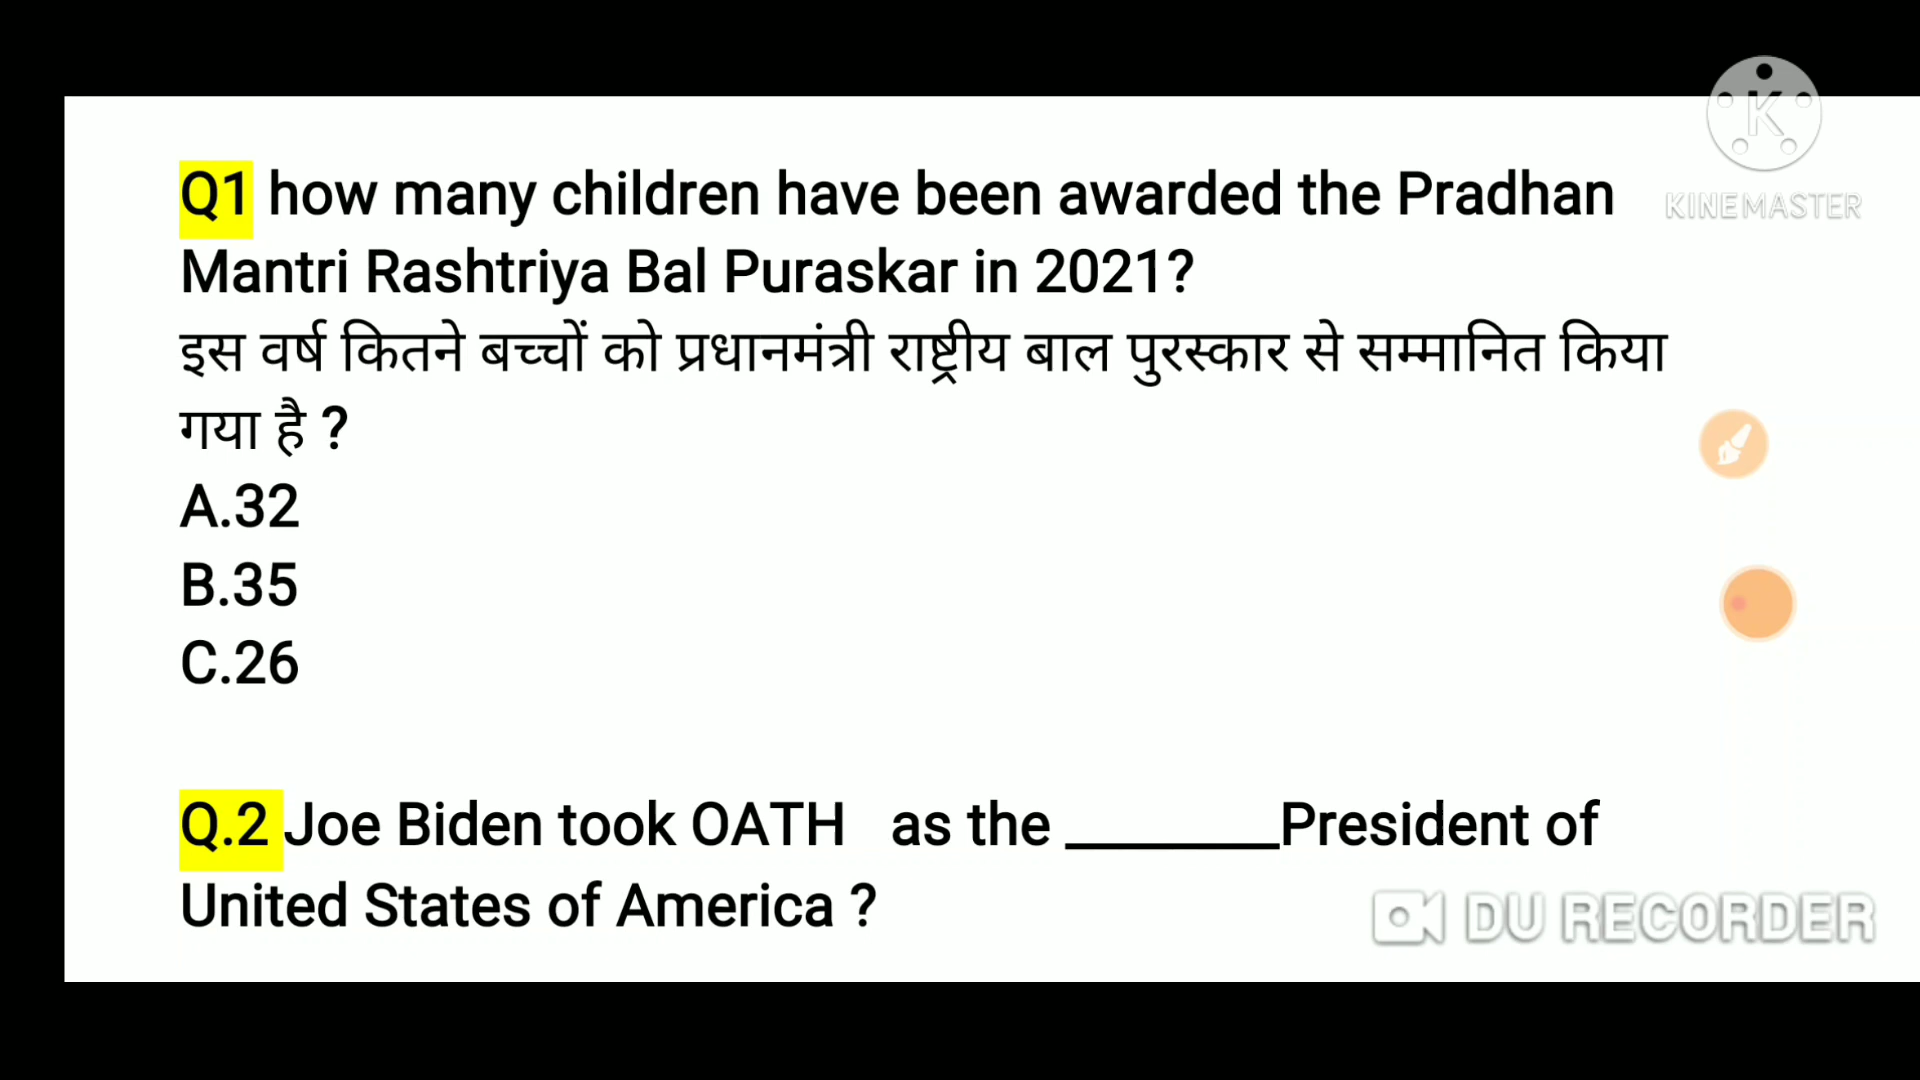 Q1 how many children have been awarded the Pradhan
Mantri Rashtriya Bal Puraskar in 2021?
इस वर्ष कितने बच्चों को प्रधानमंत्री राष्ट्रीय बाल पुरस्कार से सम्मानित किया
गया है ?
A.32
B.35
C.26
Q.2 Joe Biden took OATH as the ________President of
United States of America ?
K
KINEMASTER
DU RECORDER